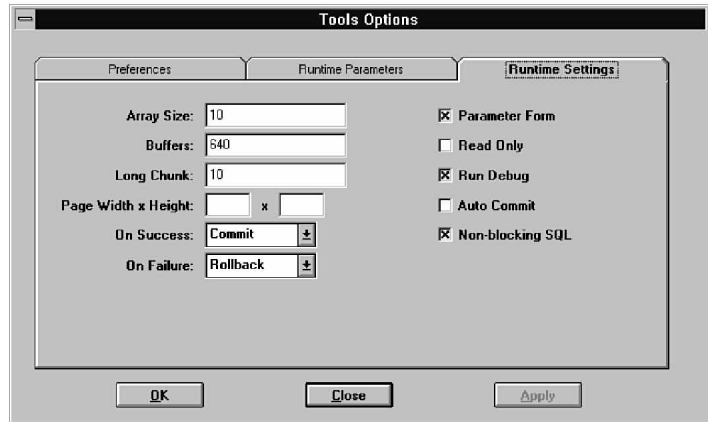 Tools Options
Preferences Runtime Parameters Runtime Settings
Array Size: 10 Parameter Form
Buffers: 640 Read Only
Long Chunk: 10 Run Debug
Page Width x Height: x Auto Commit
On Success: Commit Non-blocking SQL
On Failure: Rollback
OK Close Apply